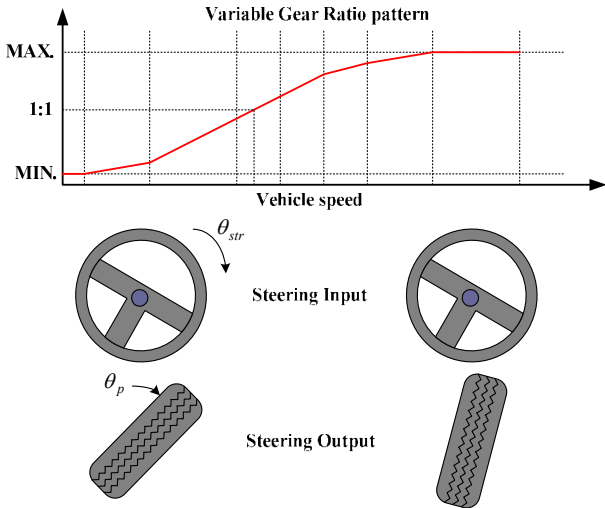 Variable Gear Ratio pattern
MAX.
1:1
MIN.
Vehicle speed
θstr
Steering Input
θp
Steering Output